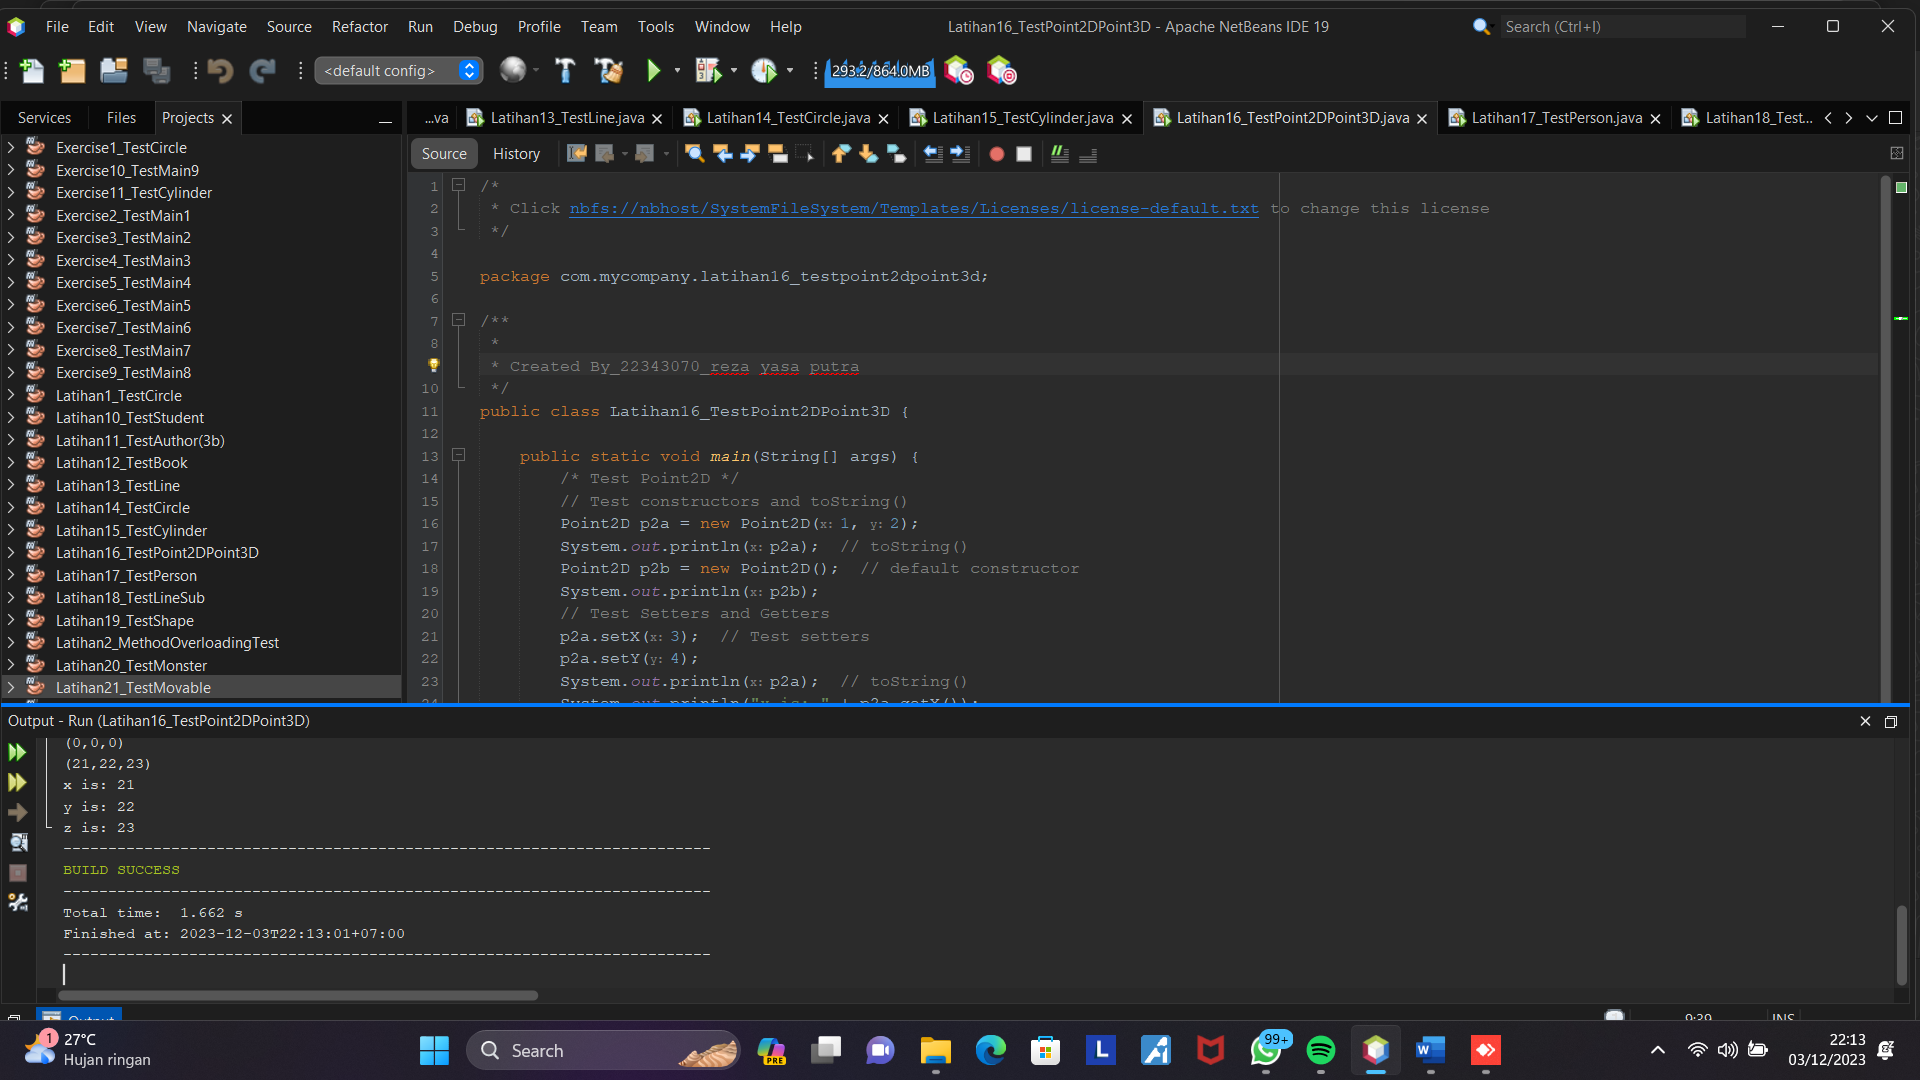 File Edit View Navigate Source Refactor Run Debug Profile Team Tools Window Help
Latihan16_TestPoint2DPoint3D - Apache NetBeans IDE 19
Search (Ctrl+I)
<default config>
293.2/864.0MB
Services Files Projects
...va Latihan13_TestLine.java Latihan14_TestCircle.java Latihan15_TestCylinder.java Latihan16_TestPoint2DPoint3D.java Latihan17_TestPerson.java Latihan18_Test...
Source History
Exercise1_TestCircle
Exercise10_TestMain9
Exercise11_TestCylinder
Exercise2_TestMain1
Exercise3_TestMain2
Exercise4_TestMain3
Exercise5_TestMain4
Exercise6_TestMain5
Exercise7_TestMain6
Exercise8_TestMain7
Exercise9_TestMain8
Latihan1_TestCircle
Latihan10_TestStudent
Latihan11_TestAuthor(3b)
Latihan12_TestBook
Latihan13_TestLine
Latihan14_TestCircle
Latihan15_TestCylinder
Latihan16_TestPoint2DPoint3D
Latihan17_TestPerson
Latihan18_TestLineSub
Latihan19_TestShape
Latihan2_MethodOverloadingTest
Latihan20_TestMonster
Latihan21_TestMovable
1 /*
2 * Click nbfs://nbhost/SystemFileSystem/Templates/Licenses/license-default.txt to change this license
3 */
4
5 package com.mycompany.latihan16_testpoint2dpoint3d;
6
7 /**
8 *
* Created By_22343070_reza yasa putra
10 */
11 public class Latihan16_TestPoint2DPoint3D {
12
13 public static void main(String[] args) {
14 /* Test Point2D */
15 // Test constructors and toString()
16 Point2D p2a = new Point2D(x: 1, y: 2);
17 System.out.println(x: p2a); // toString()
18 Point2D p2b = new Point2D(); // default constructor
19 System.out.println(x: p2b);
20 // Test Setters and Getters
21 p2a.setX(x: 3); // Test setters
22 p2a.setY(y: 4);
23 System.out.println(x: p2a); // toString()
24 System.out.println("x is: " + p2a.getX());
Output - Run (Latihan16_TestPoint2DPoint3D)
(0,0,0)
(21,22,23)
x is: 21
y is: 22
z is: 23
------------------------------------------------------------------------
BUILD SUCCESS
------------------------------------------------------------------------
Total time:  1.662 s
Finished at: 2023-12-03T22:13:01+07:00
------------------------------------------------------------------------
Output
9:39 INS
1
27°C
Hujan ringan
Search
PRE
L
99+
W
22:13
03/12/2023